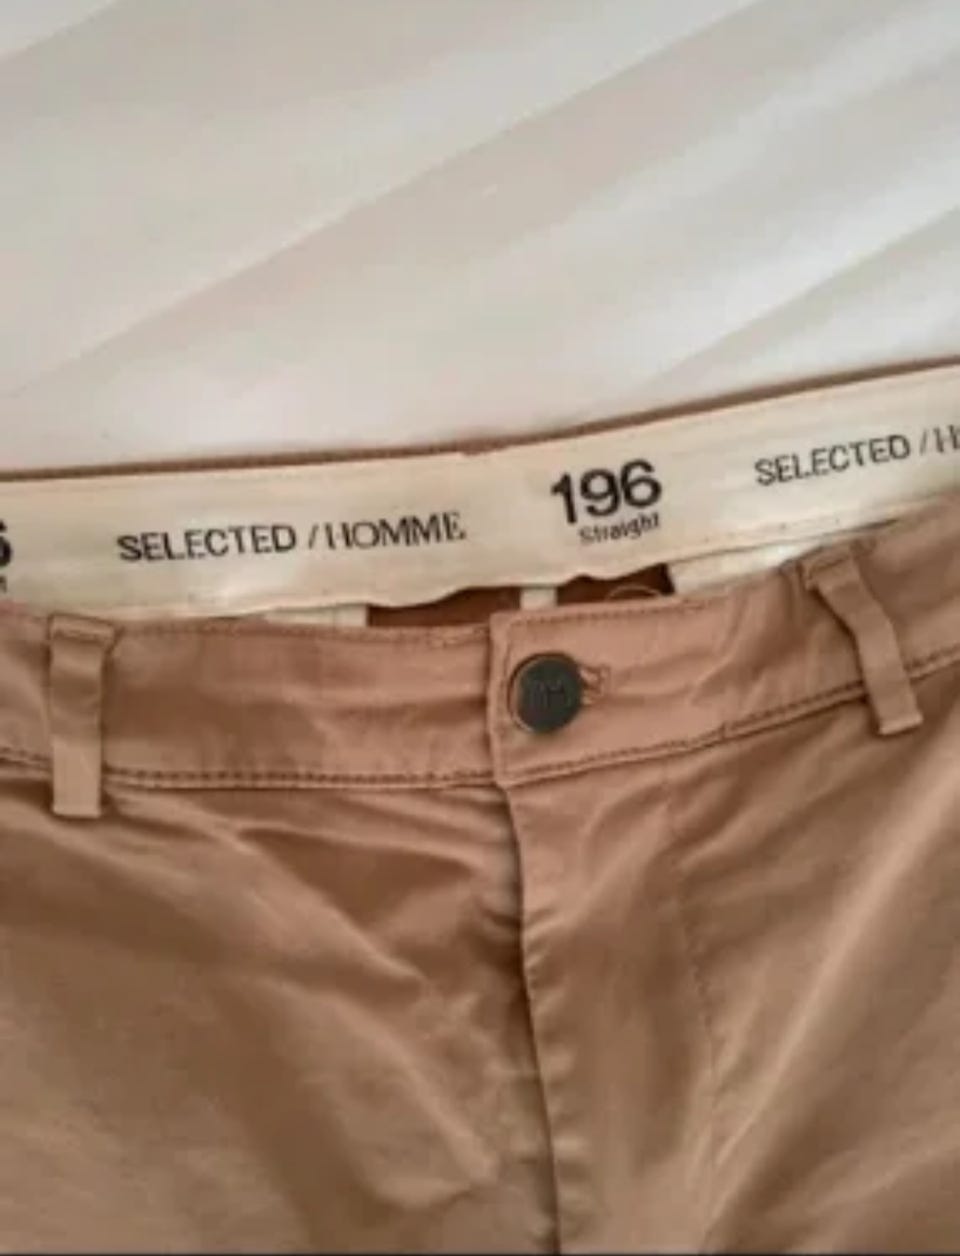 SELECTED / HOMME
196
Straight
SELECTED / H